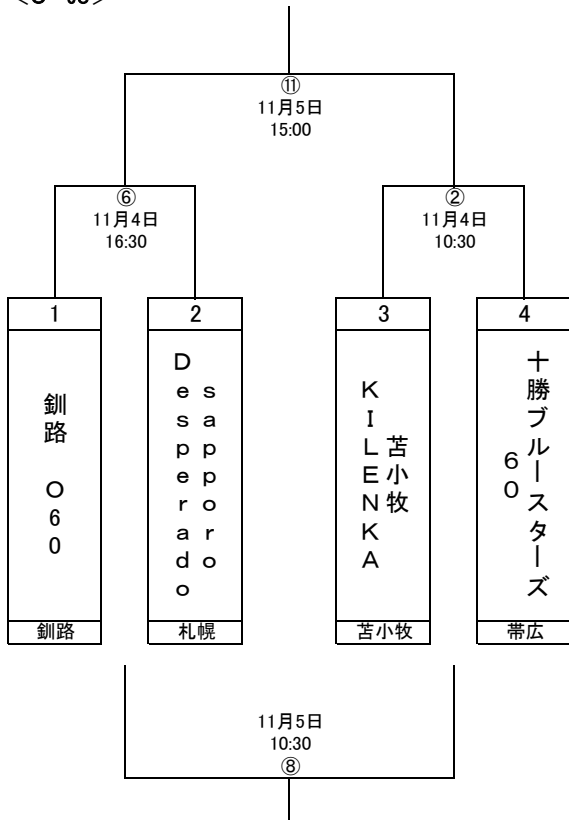 ⑪
11月5日
15:00
⑥
11月4日
16:30
②
11月4日
10:30
1
2
3
4
釧路　O60
sapporo
Desperado
苫小牧
KILENKA
十勝ブルースターズ
60
釧路
札幌
苫小牧
帯広
11月5日
10:30
⑧